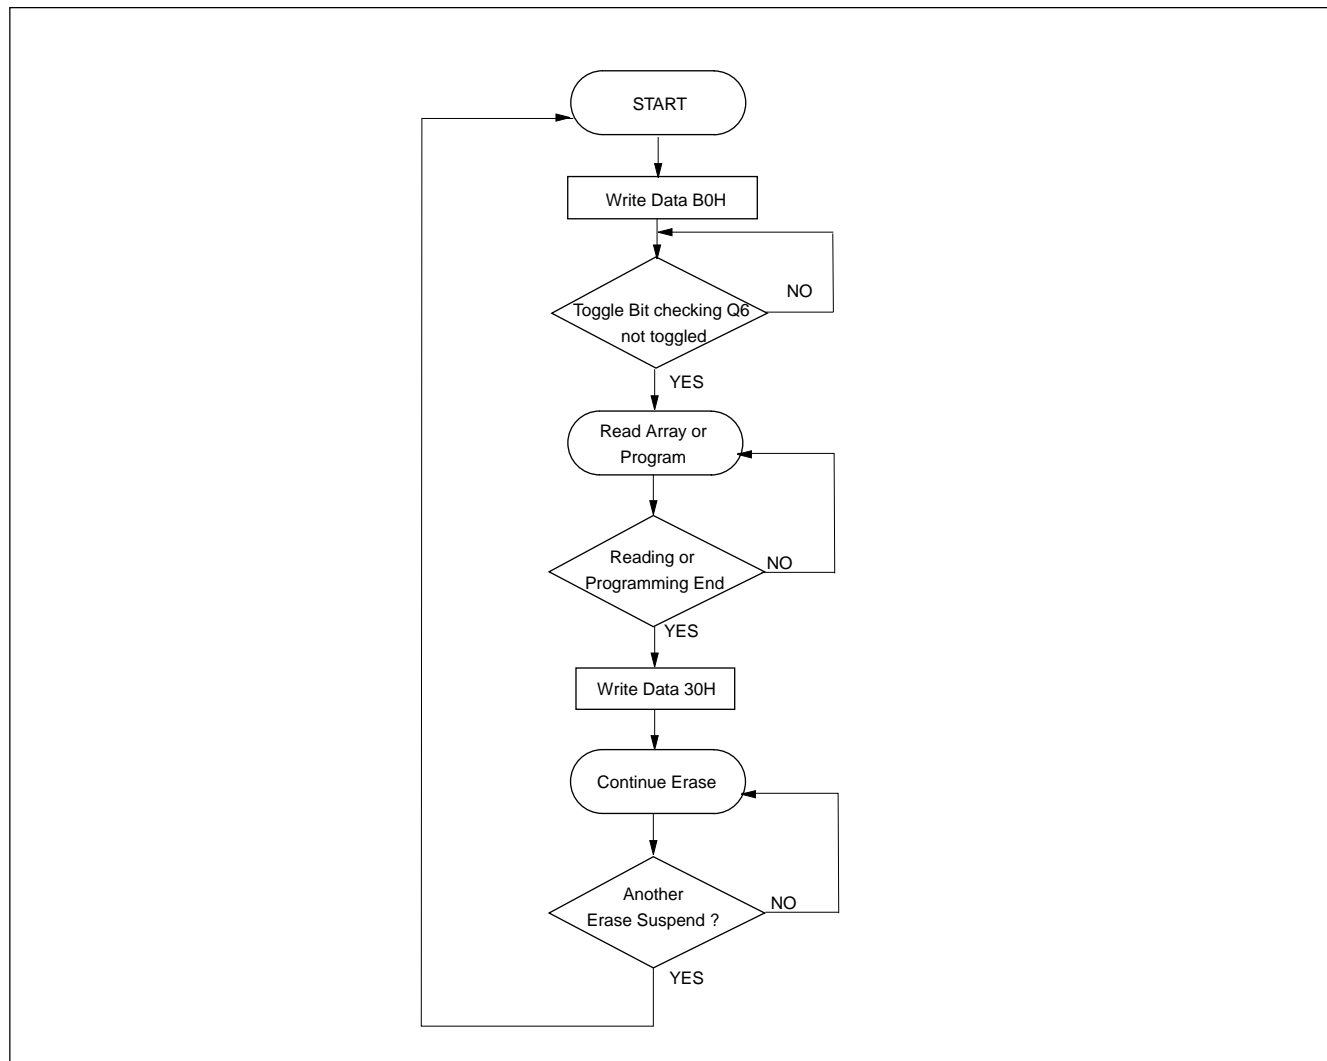 START
Write Data B0H
NO
Toggle Bit checking Q6
not toggled
YES
Read Array or
Program
Reading or
Programming End
NO
YES
Write Data 30H
Continue Erase
Another
Erase Suspend ?
NO
YES